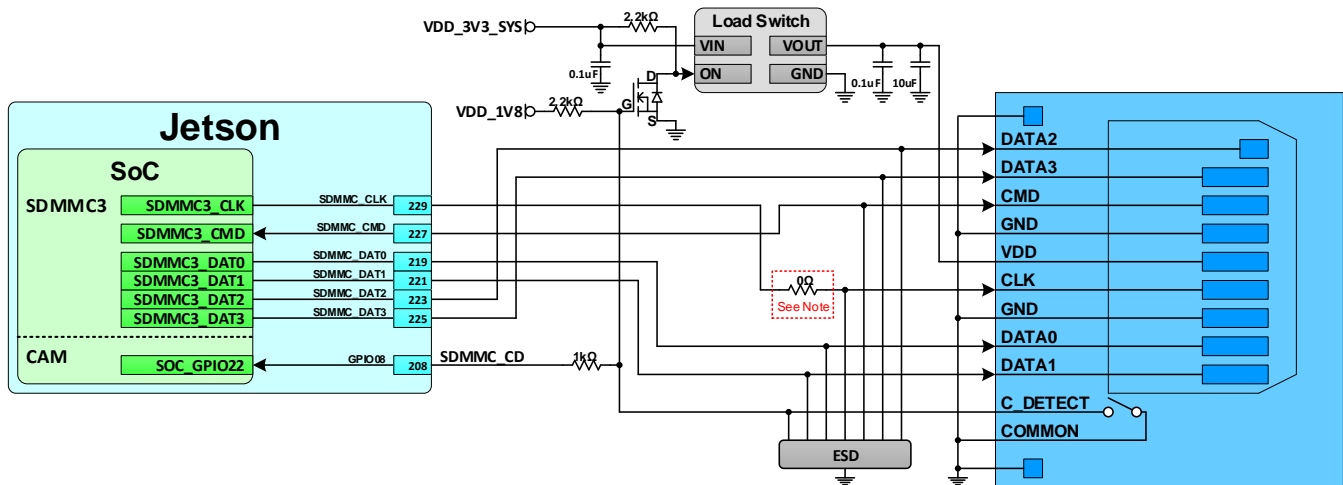 VDD_3V3_SYS
2.2kΩ
Load Switch
VIN
VOUT
ON
GND
0.1uF
0.1uF
10uF
D
G
S
VDD_1V8
2.2kΩ
Jetson
SoC
SDMMC3
SDMMC3_CLK
SDMMC_CLK
229
SDMMC3_CMD
SDMMC_CMD
227
SDMMC3_DAT0
SDMMC_DAT0
219
SDMMC3_DAT1
SDMMC_DAT1
221
SDMMC3_DAT2
SDMMC_DAT2
223
SDMMC3_DAT3
SDMMC_DAT3
225
CAM
SOC_GPIO22
GPIO08
208
SDMMC_CD
1kΩ
0Ω
See Note
DATA2
DATA3
CMD
GND
VDD
CLK
GND
DATA0
DATA1
C_DETECT
COMMON
ESD